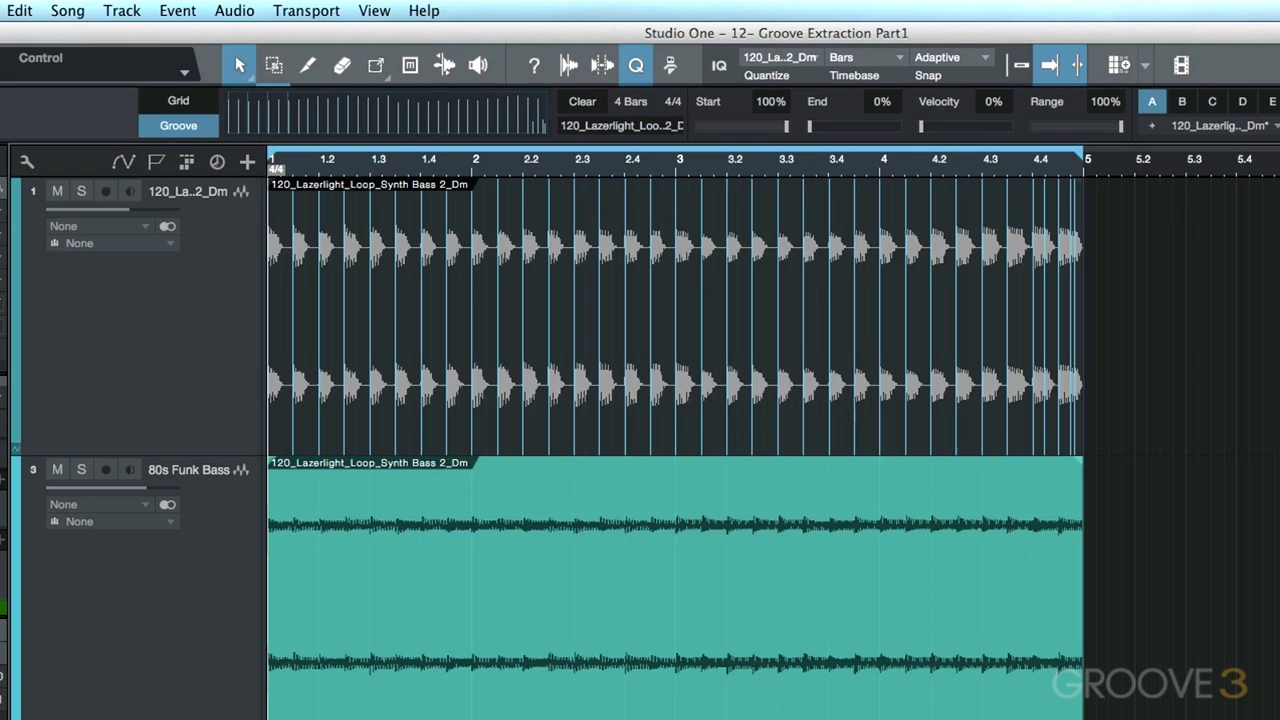 Edit Song Track Event Audio Transport View Help
Studio One - 12- Groove Extraction Part1
Control
? Q IQ 120_La..2_Dm Bars Adaptive
Quantize Timebase Snap
Grid Clear 4 Bars 4/4 Start 100% End 0% Velocity 0% Range 100% A B C D E
Groove 120_Lazerlight_Loo..2_D + 120_Lazerlig.._Dm*
1 1.2 1.3 1.4 2 2.2 2.3 2.4 3 3.2 3.3 3.4 4 4.2 4.3 4.4 5 5.2 5.3 5.4
4/4
1 M S 120_La..2_Dm 120_Lazerlight_Loop_Synth Bass 2_Dm
None
None
3 M S 80s Funk Bass 120_Lazerlight_Loop_Synth Bass 2_Dm
None
None
GROOVE3